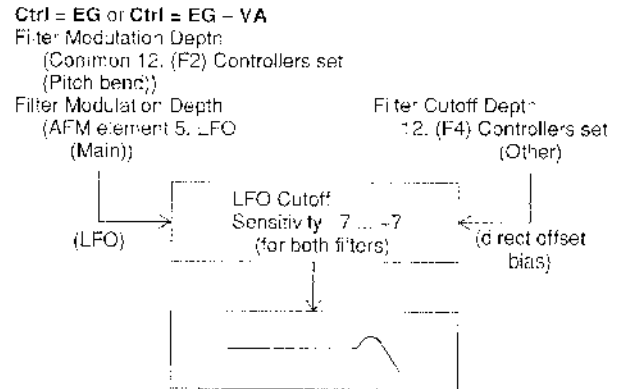 Ctrl = EG or Ctrl = EG – VA
Filter Modulation Depth
(Common 12. (F2) Controllers set
(Pitch bend))
Filter Modulation Depth
(AFM element 5. LFO
(Main))
Filter Cutoff Depth
12. (F4) Controllers set
(Other)
LFO Cutoff
Sensitivity 7 ... 7
(for both filters)
(LFO)
(direct offset
bias)